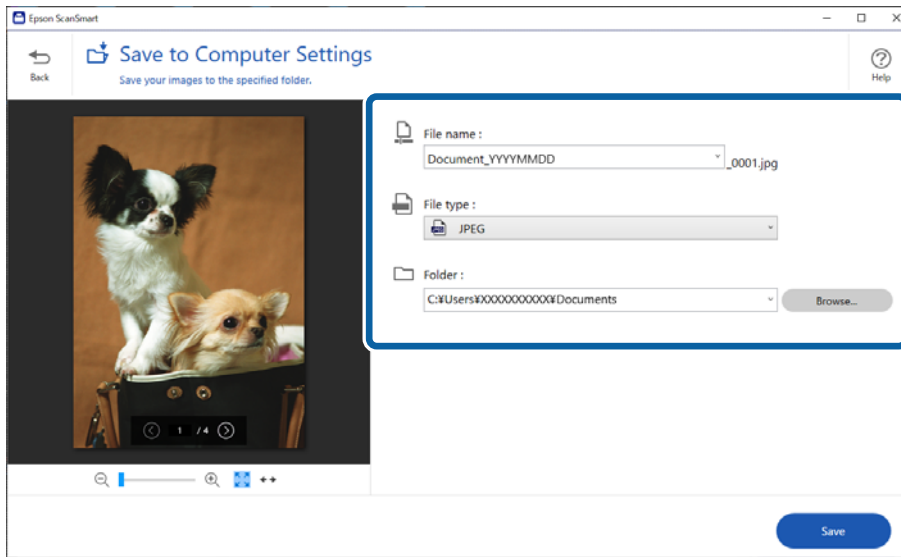 Epson ScanSmart
Back
Save to Computer Settings
Save your images to the specified folder.
Help
File name :
Document_YYYYMMDD
_0001.jpg
File type :
JPEG
Folder :
C:¥Users¥XXXXXXXXXXX¥Documents
Browse...
1 / 4
Save